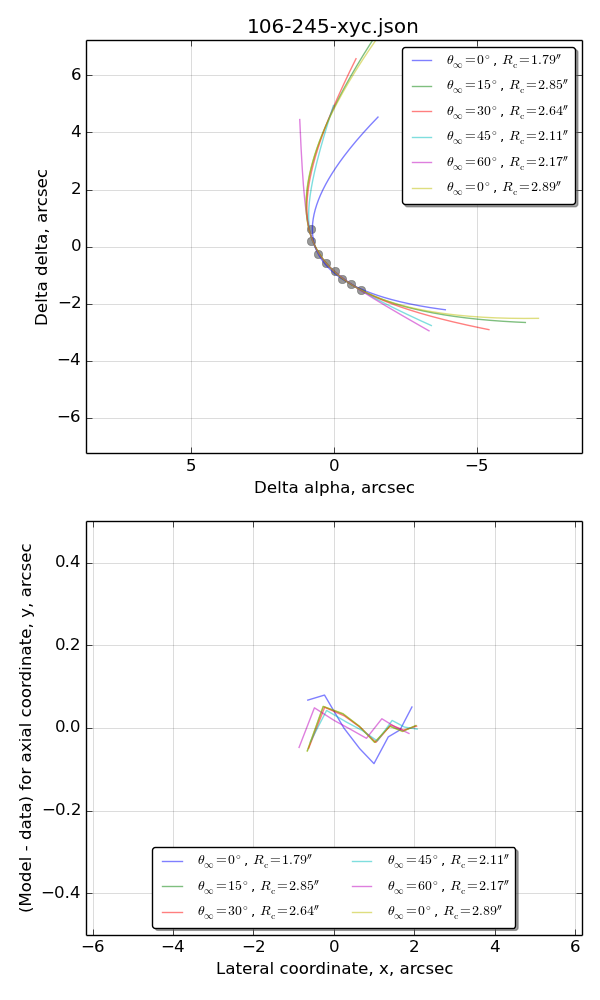 106-245-xyc.json
θ∞=0°, Rc=1.79″
θ∞=15°, Rc=2.85″
θ∞=30°, Rc=2.64″
θ∞=45°, Rc=2.11″
θ∞=60°, Rc=2.17″
θ∞=0°, Rc=2.89″
6
4
2
0
−2
−4
−6
Delta delta, arcsec
5 0 −5
Delta alpha, arcsec
0.4
0.2
0.0
−0.2
−0.4
(Model - data) for axial coordinate, y, arcsec
θ∞=0°, Rc=1.79″ θ∞=45°, Rc=2.11″
θ∞=15°, Rc=2.85″ θ∞=60°, Rc=2.17″
θ∞=30°, Rc=2.64″ θ∞=0°, Rc=2.89″
−6 −4 −2 0 2 4 6
Lateral coordinate, x, arcsec